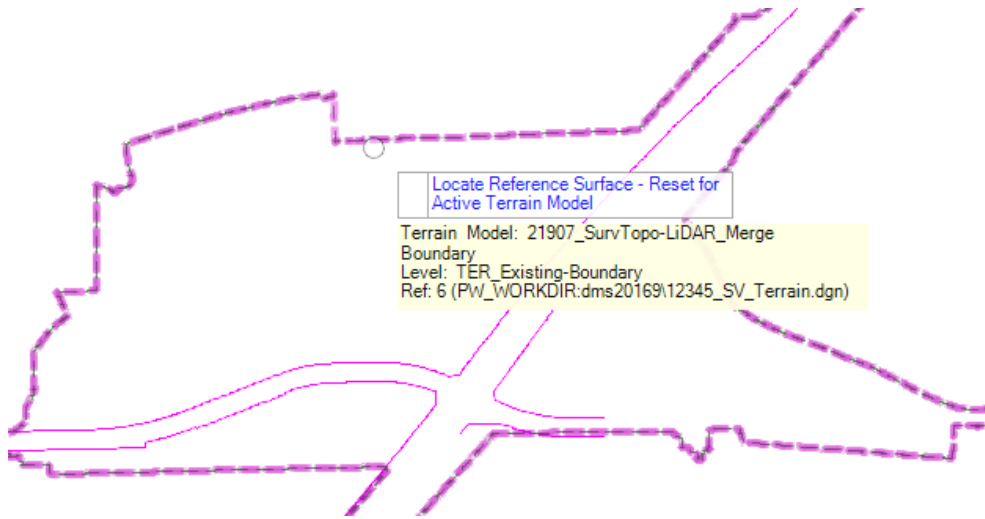 Locate Reference Surface - Reset for
Active Terrain Model
Terrain Model: 21907_SurvTopo-LiDAR_Merge
Boundary
Level: TER_Existing-Boundary
Ref: 6 (PW_WORKDIR:dms20169\12345_SV_Terrain.dgn)